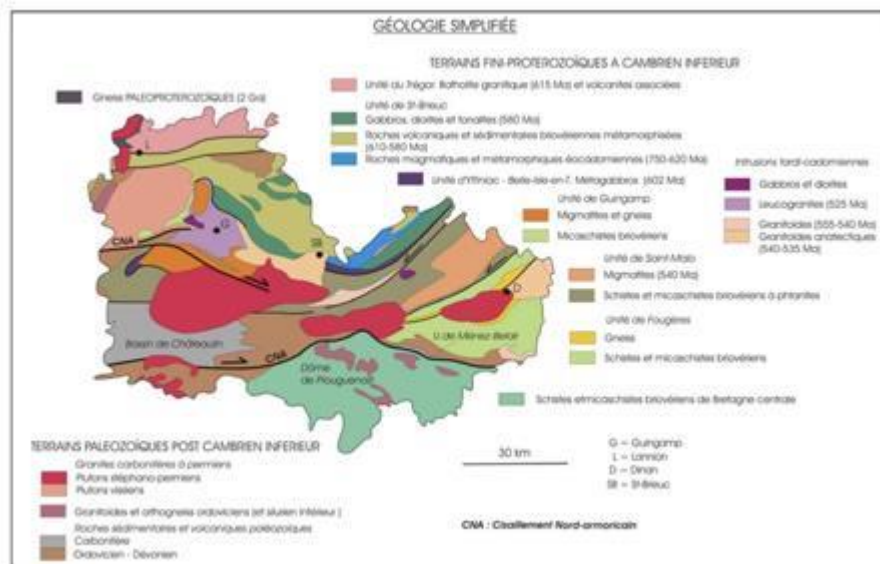 GÉOLOGIE SIMPLIFIÉE
TERRAINS FINI-PROTEROZOÏQUES A CAMBRIEN INFERIEUR
Gneiss PALEOPROTEROZOÏQUES (2 Ga)
Unité du Trégor. Batholite granitique (615 Ma) et volcanites associées
Unité de St-Brieuc
Gabbros, diorites et tonalites (580 Ma)
Roches volcaniques et sédimentaires briovériennes métamorphisées
(610-580 Ma)
Roches magmatiques et métamorphiques éocadomiennes (750-620 Ma)
Unité d'Yffiniac - Belle-Isle-en-T. Métagabbros (602 Ma)
Intrusions tardi-cadomiennes
Gabbros et diorites
Leucogranites (525 Ma)
Granitoïdes (555-540 Ma)
Granitoïdes anatectiques
(540-535 Ma)
Unité de Guingamp
Migmatites et gneiss
Micaschistes briovériens
Unité de Saint-Malo
Migmatites (540 Ma)
Schistes et micaschistes briovériens à phtanites
Unité de Fougères
Gneiss
Schistes et micaschistes briovériens
Schistes etmicaschistes briovériens de Bretagne centrale
L
G
SB
CNA
D
U. de Ménez Belair
Bassin de Châteaulin
CNA
Dôme
de Plouguenast
TERRAINS PALEOZOÏQUES POST CAMBRIEN INFERIEUR
Granites carbonifères à permiens
Plutons stéphano-permiens
Plutons viséens
Granitoïdes et orthogneiss ordoviciens (et silurien inférieur )
Roches sédimentaires et volcaniques paléozoïques
Carbonifère
Ordovicien - Dévonien
30 km
G = Guingamp
L = Lannion
D = Dinan
SB = St-Brieuc
CNA : Cisaillement Nord-armoricain